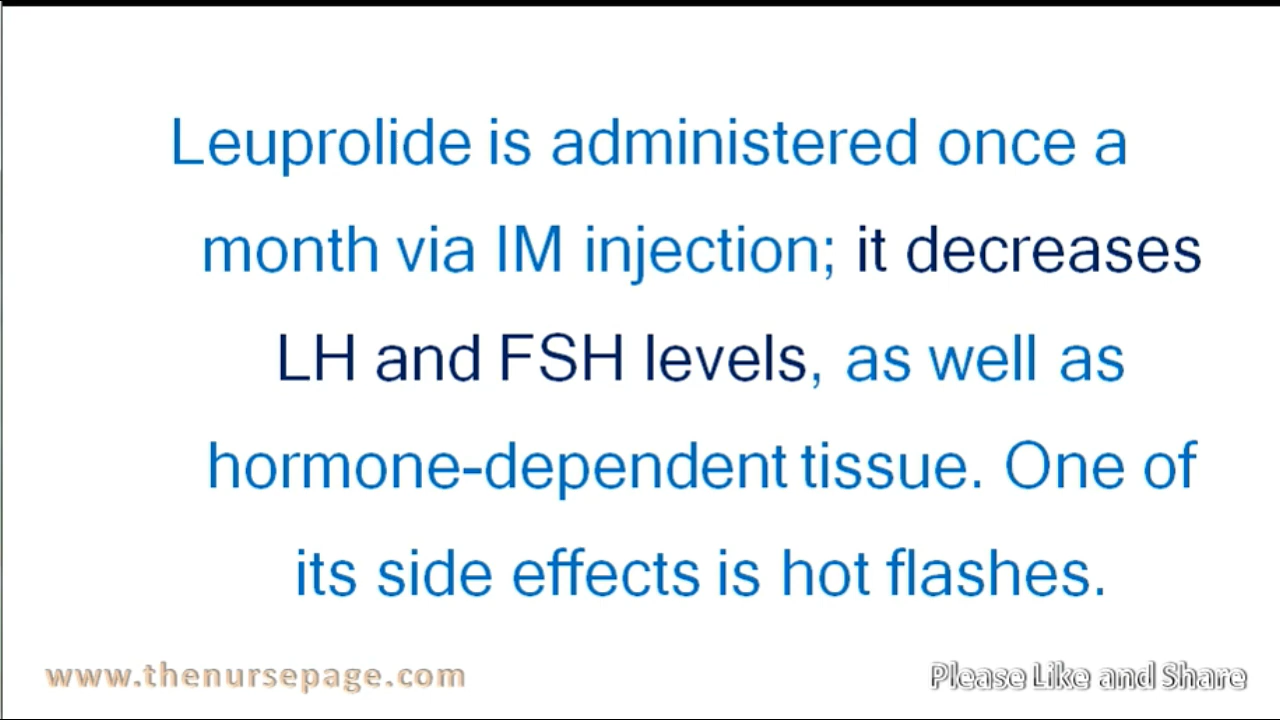 Leuprolide is administered once a
month via IM injection; it decreases
LH and FSH levels, as well as
hormone-dependent tissue. One of
its side effects is hot flashes.
www.thenursepage.com
Please Like and Share